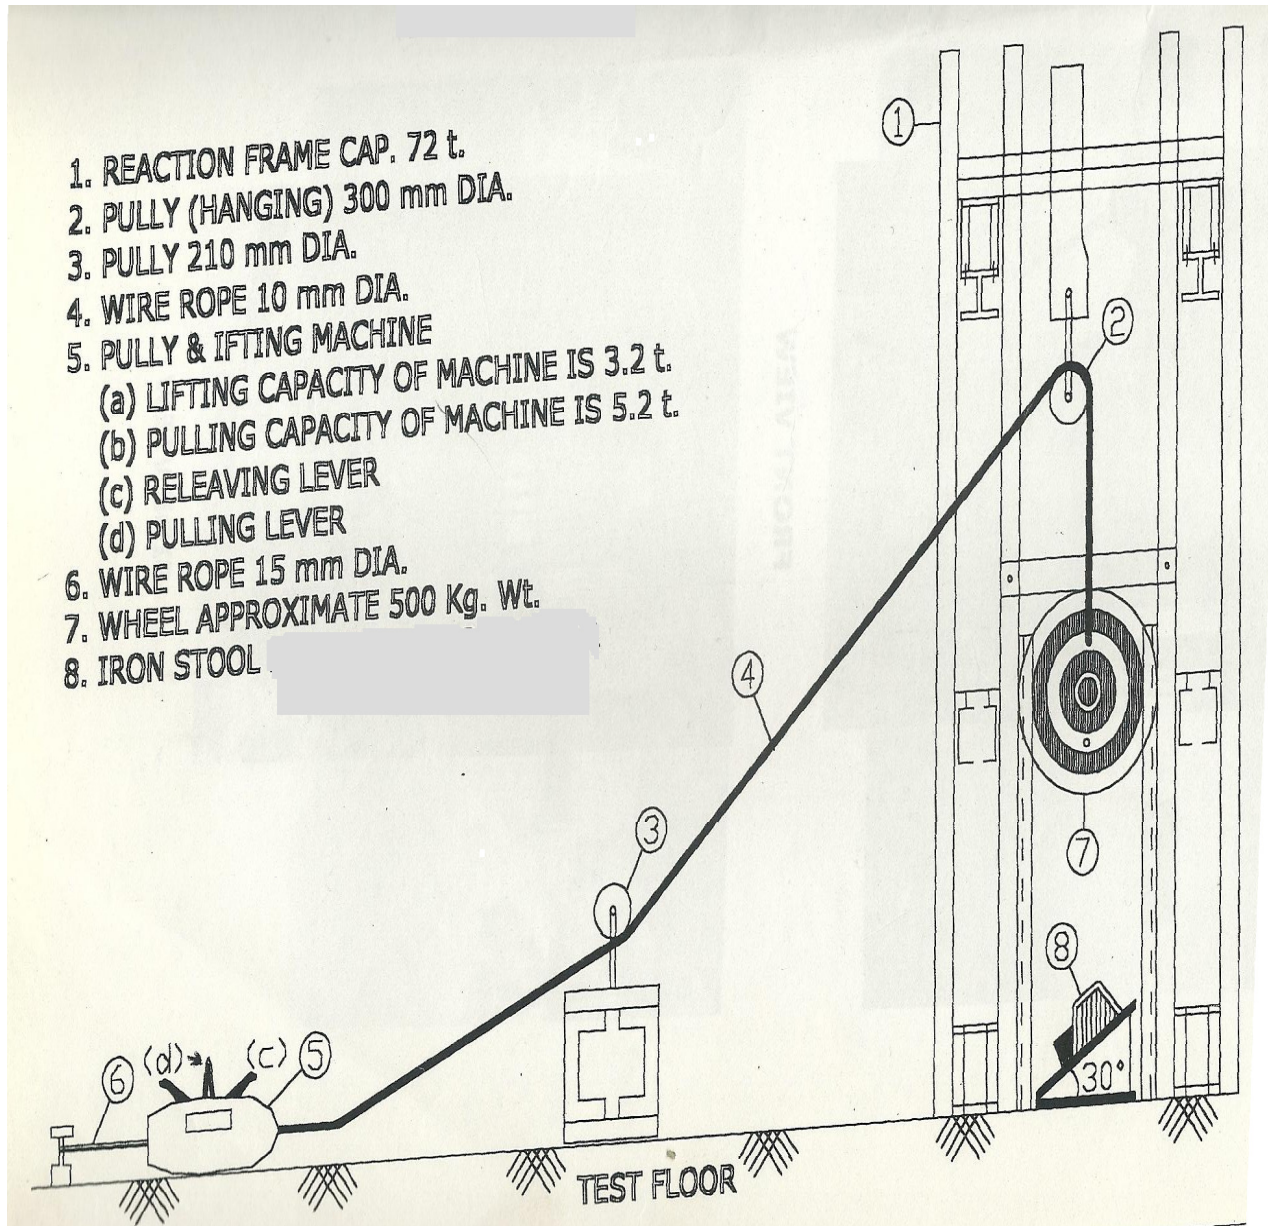 1. REACTION FRAME CAP. 72 t.
2. PULLY (HANGING) 300 mm DIA.
3. PULLY 210 mm DIA.
4. WIRE ROPE 10 mm DIA.
5. PULLY & IFTING MACHINE
(a) LIFTING CAPACITY OF MACHINE IS 3.2 t.
(b) PULLING CAPACITY OF MACHINE IS 5.2 t.
(c) RELEAVING LEVER
(d) PULLING LEVER
6. WIRE ROPE 15 mm DIA.
7. WHEEL APPROXIMATE 500 Kg. Wt.
8. IRON STOOL
1
2
4
3
7
8
30°
6
(d)
(c)
5
TEST FLOOR